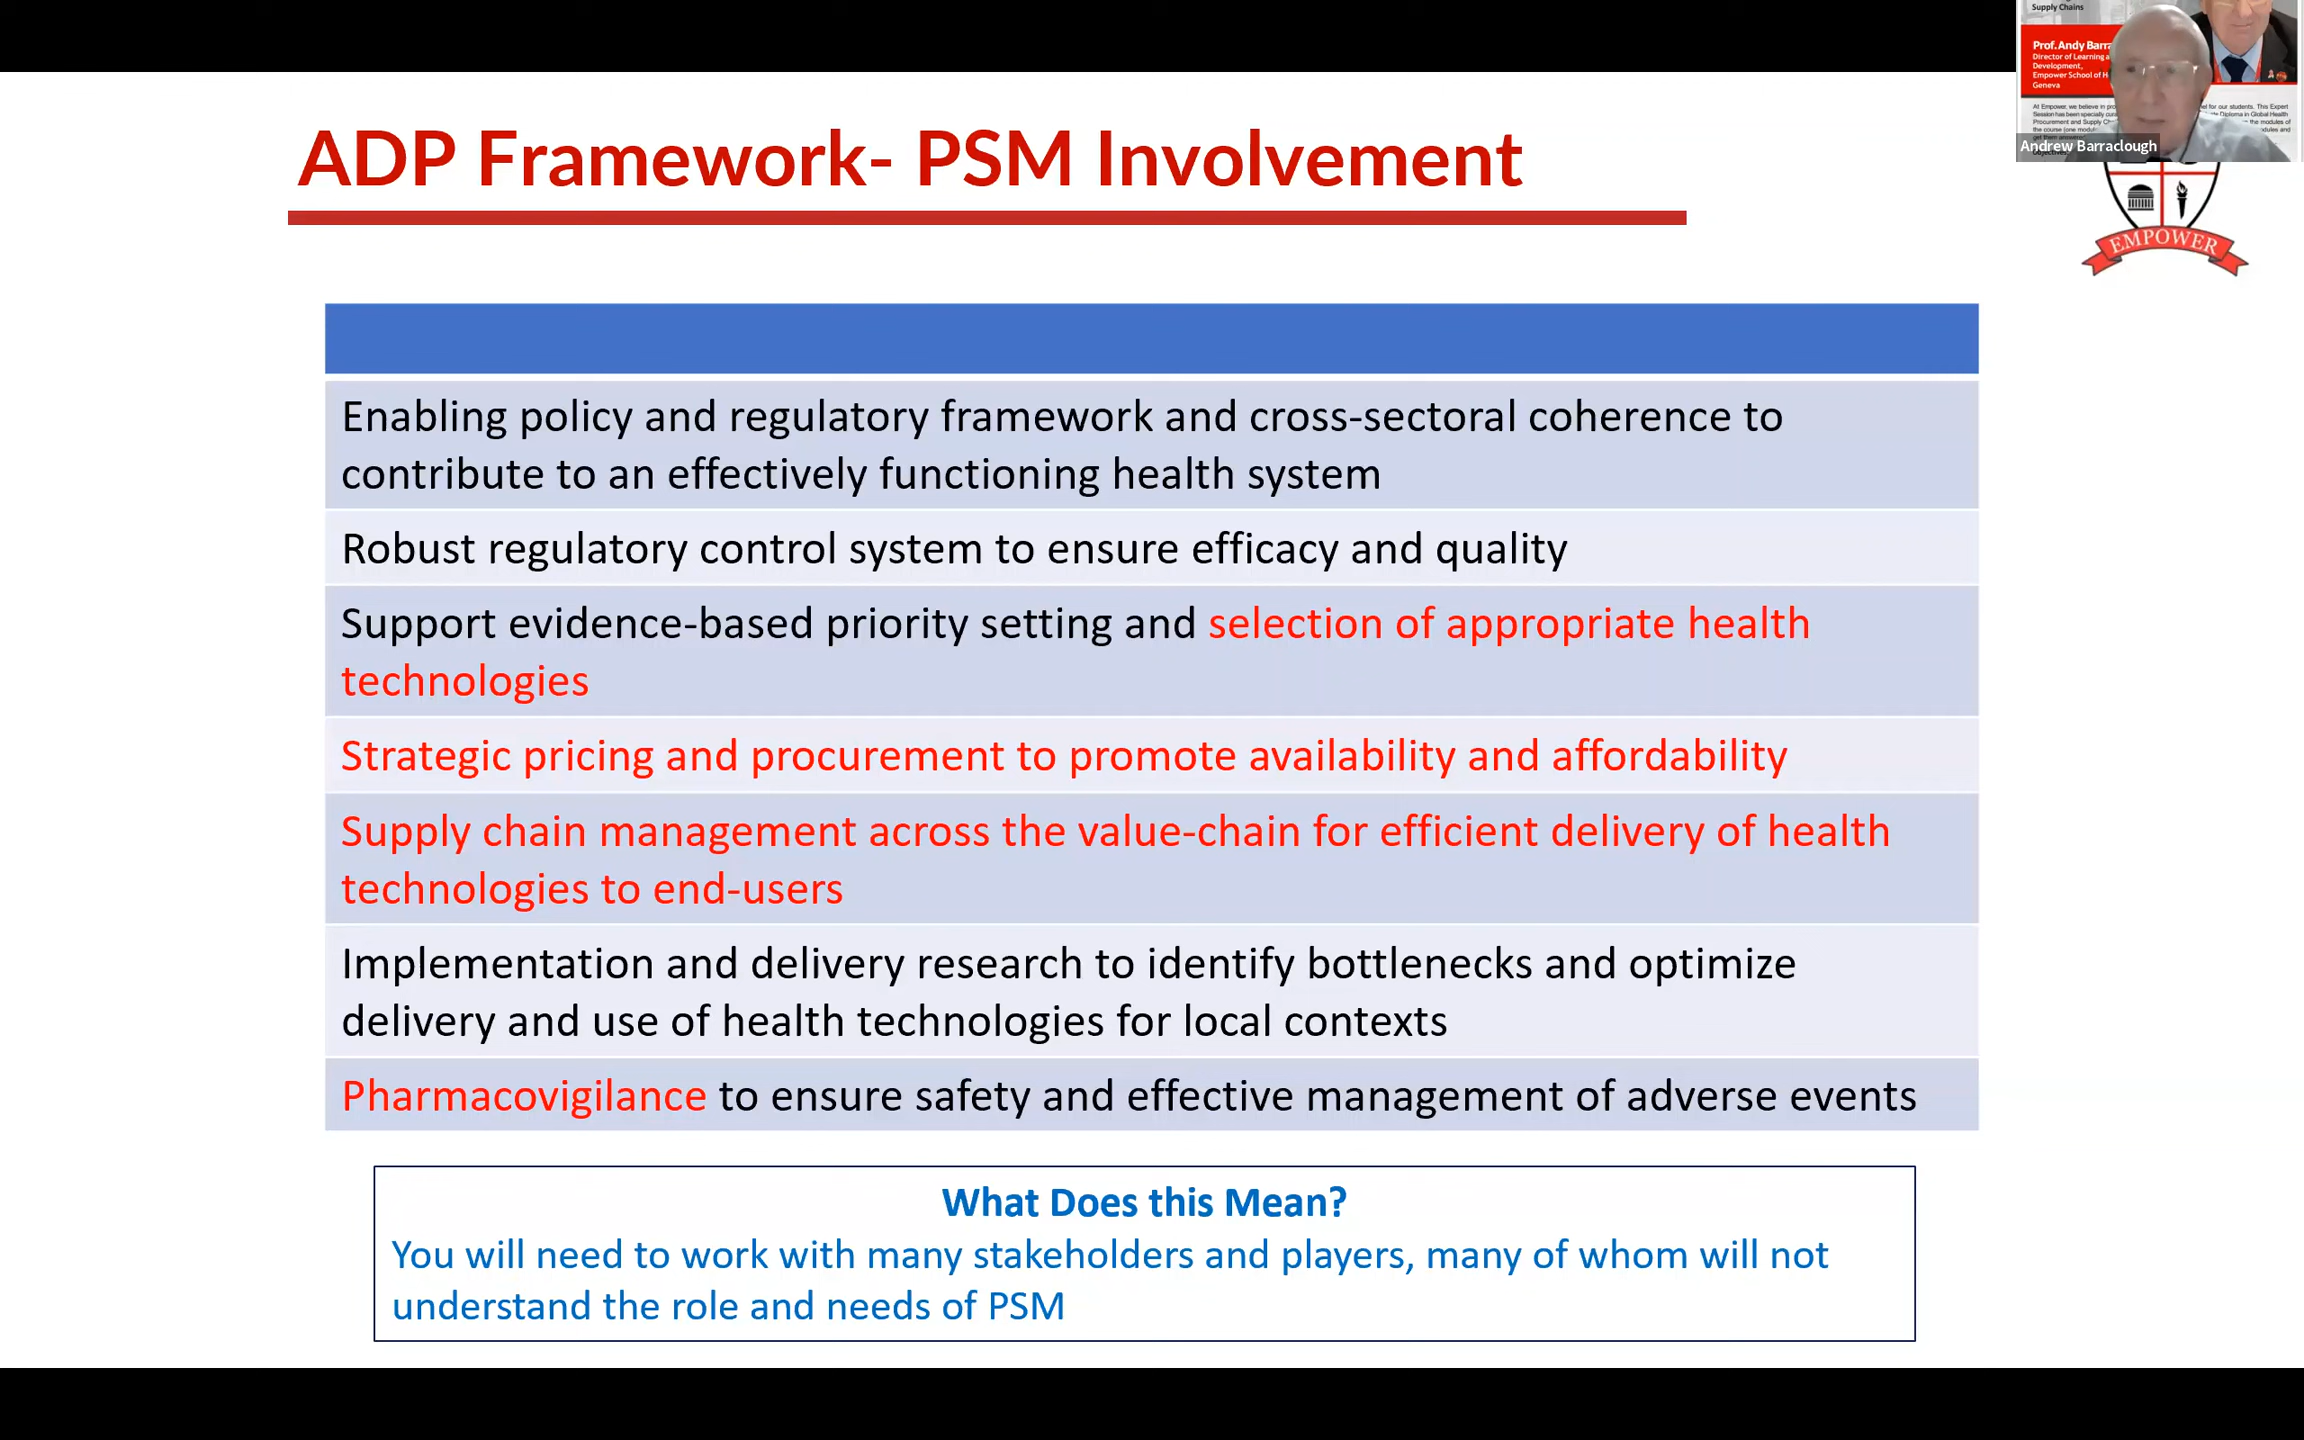 ADP Framework- PSM Involvement
Supply Chains
Prof. Andy Barra
Director of Learning a
Development,
Empower School of H
Geneva
Andrew Barraclough
EMPOWER
Enabling policy and regulatory framework and cross-sectoral coherence to
contribute to an effectively functioning health system
Robust regulatory control system to ensure efficacy and quality
Support evidence-based priority setting and selection of appropriate health
technologies
Strategic pricing and procurement to promote availability and affordability
Supply chain management across the value-chain for efficient delivery of health
technologies to end-users
Implementation and delivery research to identify bottlenecks and optimize
delivery and use of health technologies for local contexts
Pharmacovigilance to ensure safety and effective management of adverse events
What Does this Mean?
You will need to work with many stakeholders and players, many of whom will not
understand the role and needs of PSM